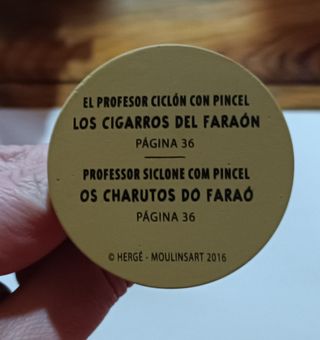 EL PROFESOR CICLÓN CON PINCEL
LOS CIGARROS DEL FARAÓN
PÁGINA 36
PROFESSOR SICLONE COM PINCEL
OS CHARUTOS DO FARAÓ
PÁGINA 36
© HERGÉ - MOULINSART 2016